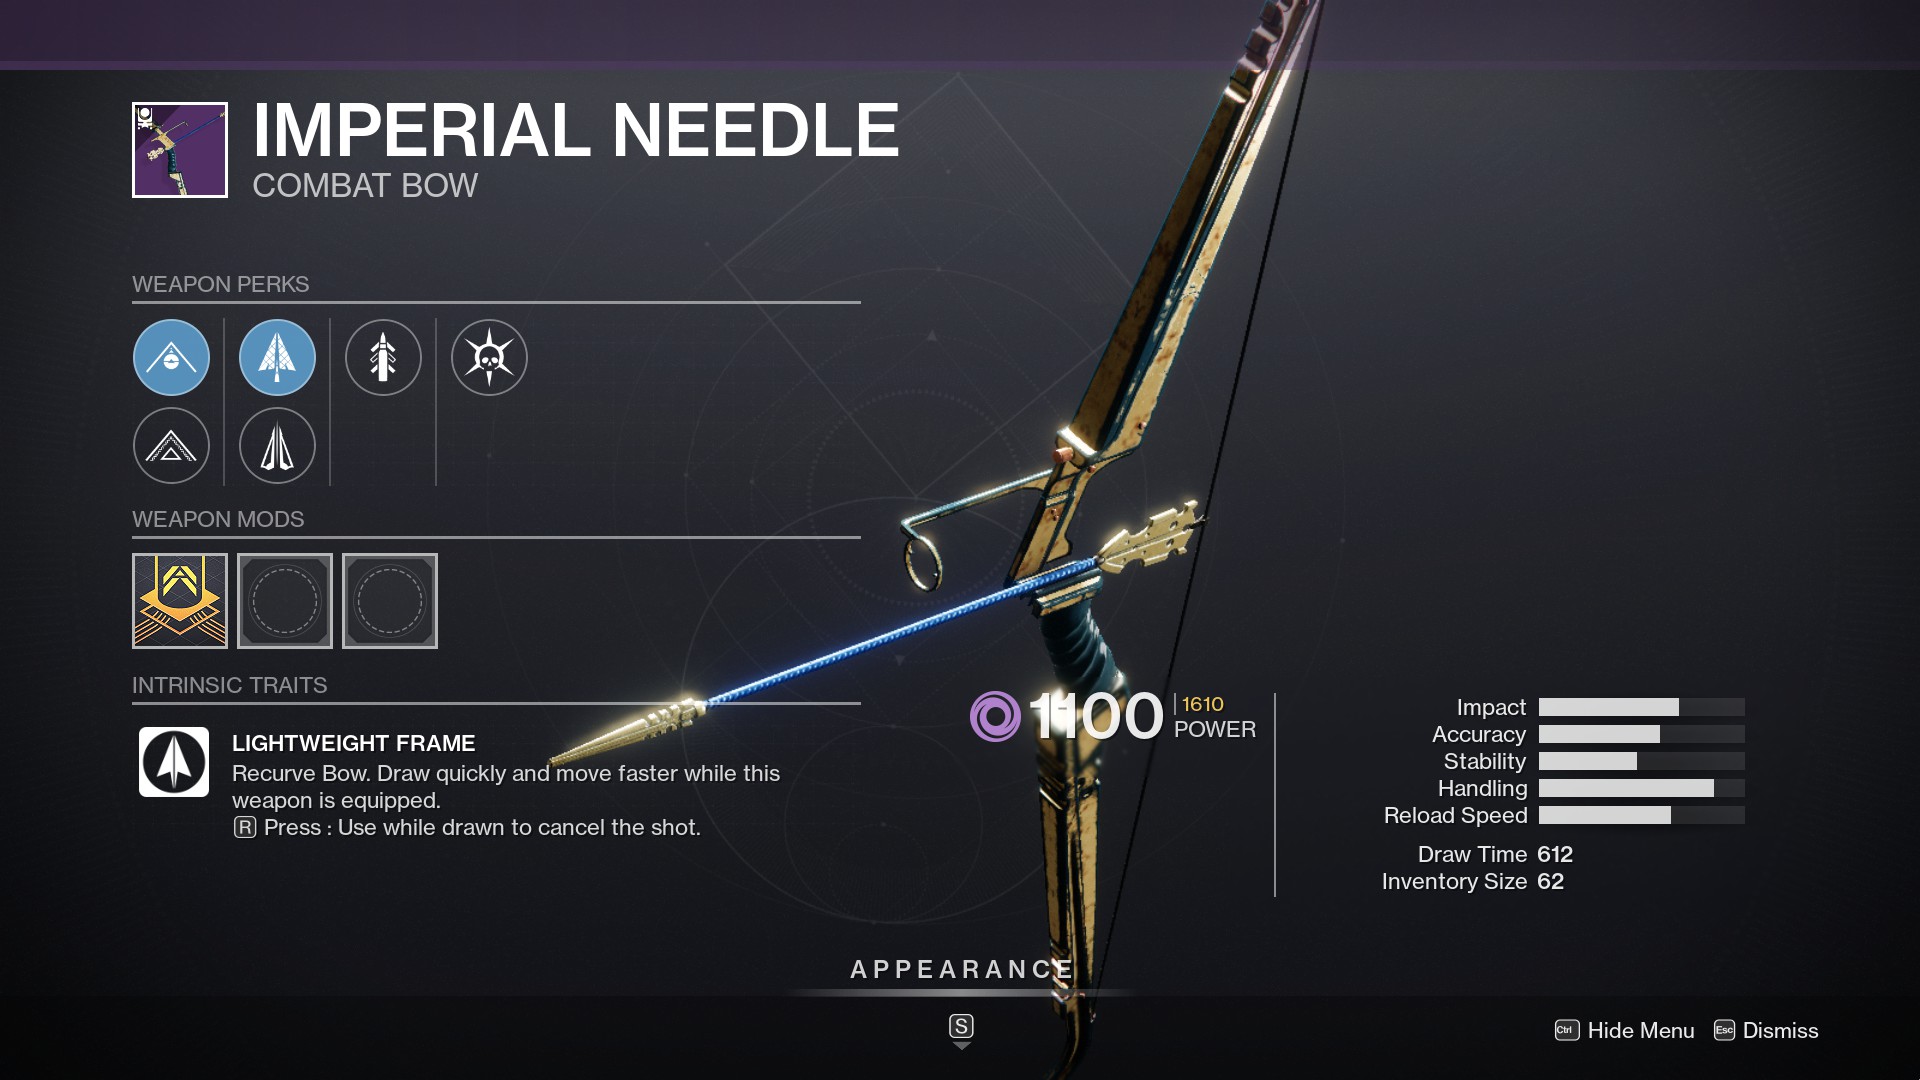 IMPERIAL NEEDLE
COMBAT BOW
WEAPON PERKS
WEAPON MODS
INTRINSIC TRAITS
LIGHTWEIGHT FRAME
Recurve Bow. Draw quickly and move faster while this
weapon is equipped.
R Press : Use while drawn to cancel the shot.
1100 | 1610
POWER
Impact
Accuracy
Stability
Handling
Reload Speed
Draw Time 612
Inventory Size 62
APPEARANCE
S
Ctrl Hide Menu Esc Dismiss